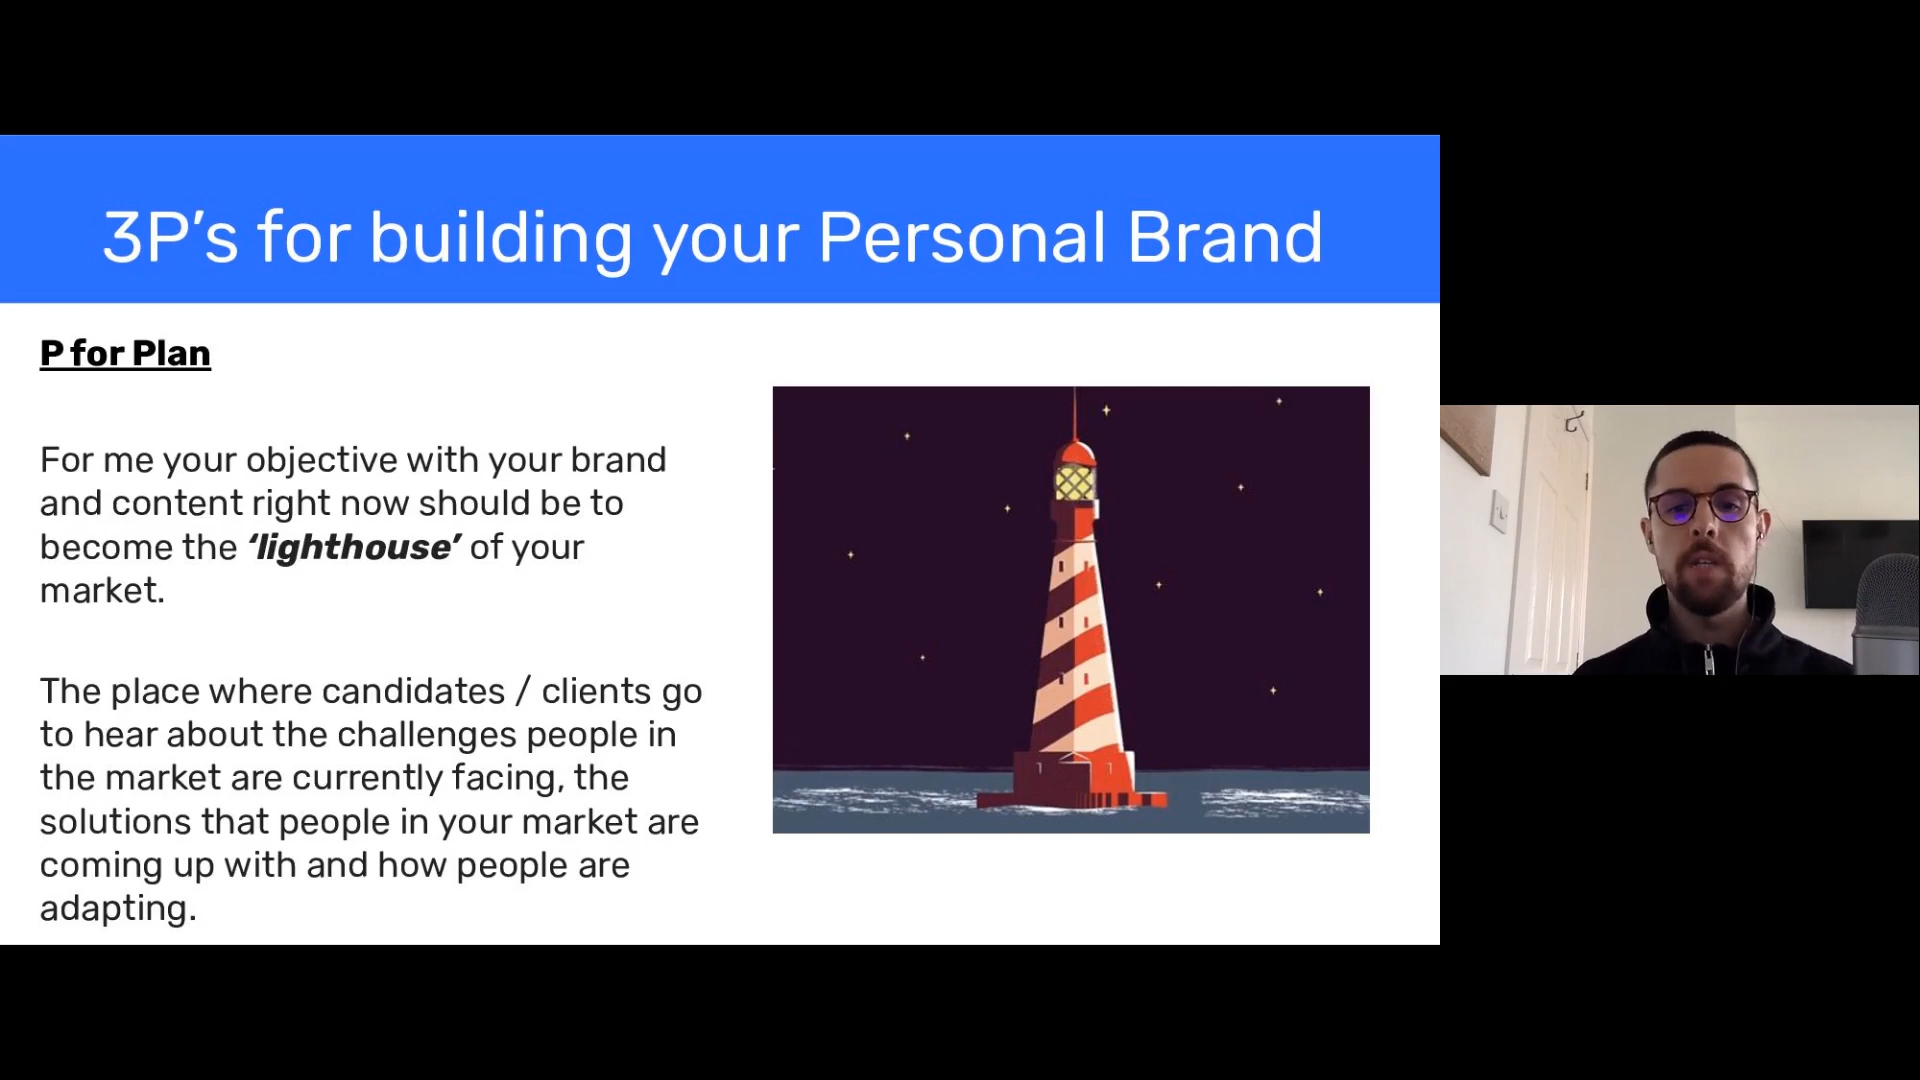 3P’s for building your Personal Brand
P for Plan
For me your objective with your brand
and content right now should be to
become the ‘lighthouse’ of your
market.
The place where candidates / clients go
to hear about the challenges people in
the market are currently facing, the
solutions that people in your market are
coming up with and how people are
adapting.